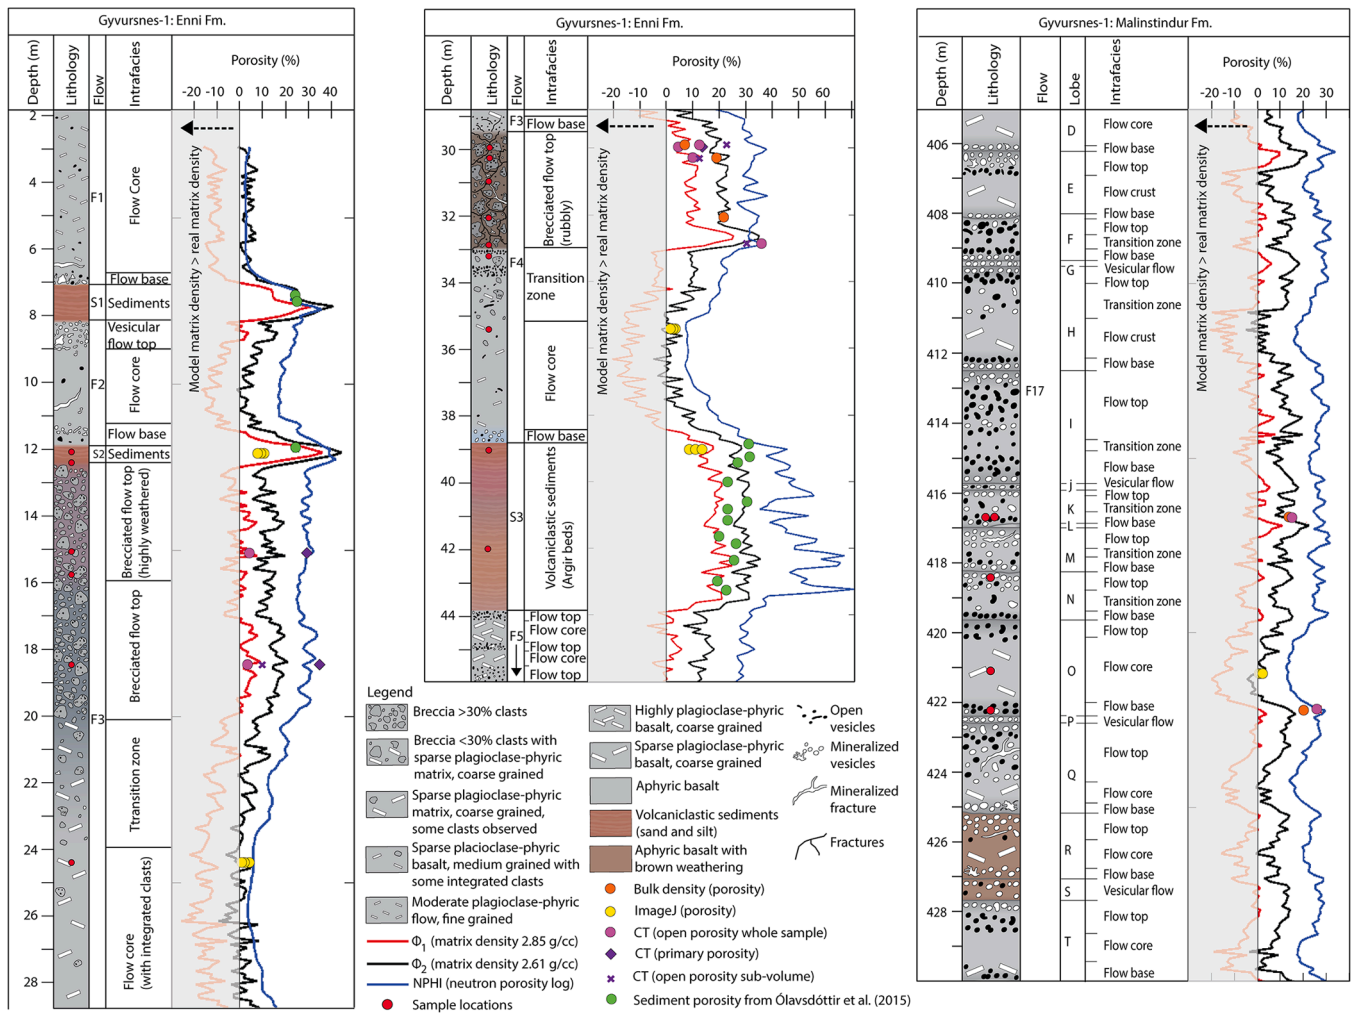 Gyvursnes-1: Enni Fm.
Depth (m)
Lithology
Flow
Intrafacies
Porosity (%)
-20 -10 0 10 20 30 40
Model matrix density > real matrix density
2
4
6
8
10
12
14
16
18
20
22
24
26
28
F1
S1
F2
S2
F3
Flow Core
Flow base
Sediments
Vesicular
flow top
Flow core
Flow base
Sediments
Brecciated flow top
(highly weathered)
Brecciated flow top
Ttransition zone
Flow core
(with integrated clasts)
Gyvursnes-1: Enni Fm.
Depth (m)
Lithology
Flow
Intrafacies
Porosity (%)
-20 -10 0 10 20 30 40 50 60
Model matrix density > real matrix density
30
32
34
36
38
40
42
44
F3
F4
S3
F5
Flow base
Brecciated flow top
(rubbly)
Transition
zone
Flow core
Flow base
Volcaniclastic sediments
(Argir beds)
Flow top
Flow core
Flow top
Flow core
Flow top
Gyvursnes-1: Malinstindur Fm.
Depth (m)
Lithology
Flow
Lobe
Intrafacies
Porosity (%)
-20 -10 0 10 20 30
Model matrix density > real matrix density
406
408
410
412
414
416
418
420
422
424
426
428
F17
D
E
F
G
H
I
j
K
L
M
N
O
P
Q
R
S
T
Flow core
Flow base
Flow top
Flow crust
Flow base
Flow top
Transition zone
Flow base
Vesicular flow
Flow top
Transition zone
Flow crust
Flow base
Flow top
Transition zone
Flow base
Vesicular flow
Flow top
Transition zone
Flow base
Flow top
Transition zone
Flow base
Flow top
Transition zone
Flow base
Flow top
Flow core
Flow base
Vesicular flow
Flow top
Flow core
Flow base
Flow top
Flow core
Flow base
Vesicular flow
Flow top
Flow core
Flow base
Legend
Breccia >30% clasts
Breccia <30% clasts with
sparse plagioclase-phyric
matrix, coarse grained
Sparse plagioclase-phyric
matrix, coarse grained,
some clasts observed
Sparse placioclase-phyric
basalt, medium grained with
some integrated clasts
Moderate plagioclase-phyric
flow, fine grained
Φ1 (matrix density 2.85 g/cc)
Φ2 (matrix density 2.61 g/cc)
NPHI (neutron porosity log)
Sample locations
Highly plagioclase-phyric
basalt, coarse grained
Sparse plagioclase-phyric
basalt, coarse grained
Aphyric basalt
Volcaniclastic sediments
(sand and silt)
Aphyric basalt with
brown weathering
Bulk density (porosity)
ImageJ (porosity)
CT (open porosity whole sample)
CT (primary porosity)
CT (open porosity sub-volume)
Sediment porosity from Ólavsdóttir et al. (2015)
Open
vesicles
Mineralized
vesicles
Mineralized
fracture
Fractures